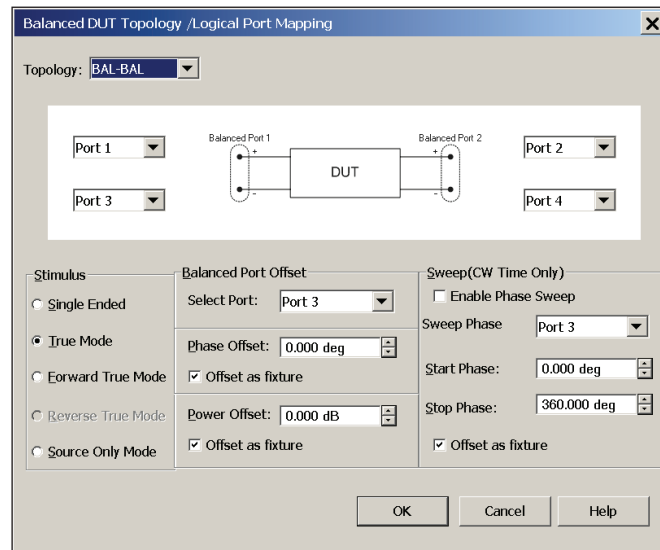 Balanced DUT Topology /Logical Port Mapping
Topology: BAL-BAL
Port 1
Port 3
Balanced Port 1
+
-
DUT
Balanced Port 2
+
-
Port 2
Port 4
Stimulus
Single Ended
True Mode
Forward True Mode
Reverse True Mode
Source Only Mode
Balanced Port Offset
Select Port: Port 3
Phase Offset: 0.000 deg
Offset as fixture
Power Offset: 0.000 dB
Offset as fixture
Sweep(CW Time Only)
Enable Phase Sweep
Sweep Phase Port 3
Start Phase: 0.000 deg
Stop Phase: 360.000 deg
Offset as fixture
OK Cancel Help